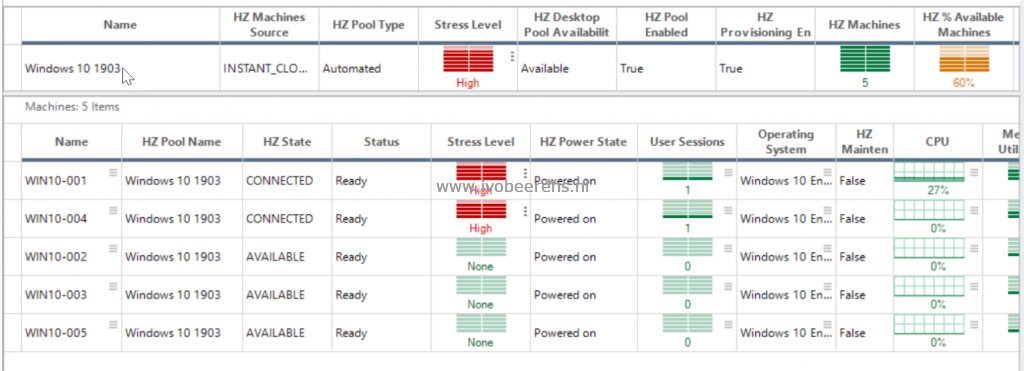 Name HZ Machines Source HZ Pool Type Stress Level HZ Desktop Pool Availabilit HZ Pool Enabled HZ Provisioning En HZ Machines HZ % Available Machines
Windows 10 1903 INSTANT_CLO... Automated High Available True True 5 60%
Machines: 5 Items
Name HZ Pool Name HZ State Status Stress Level HZ Power State User Sessions Operating System HZ Mainten CPU Me Util
WIN10-001 Windows 10 1903 CONNECTED Ready High Powered on 1 Windows 10 En... False 27%
www.ivobeerens.nl
WIN10-004 Windows 10 1903 CONNECTED Ready High Powered on 1 Windows 10 En... False 0%
WIN10-002 Windows 10 1903 AVAILABLE Ready None Powered on 0 Windows 10 En... False 0%
WIN10-003 Windows 10 1903 AVAILABLE Ready None Powered on 0 Windows 10 En... False 0%
WIN10-005 Windows 10 1903 AVAILABLE Ready None Powered on 0 Windows 10 En... False 0%